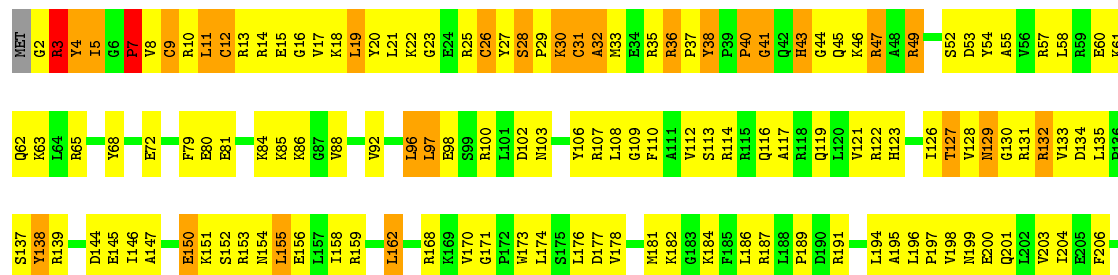 MET G2 R3 Y4 I5 G6 P7 V8 C9 R10 L11 C12 R13 R14 E15 G16 V17 K18 L19 Y20 L21 K22 G23 E24 R25 C26 Y27 S28 P29 K30 C31 A32 M33 E34 R35 R36 P37 Y38 P39 P40 G41 Q42 H43 G44 Q45 K46 R47 A48 R49 S52 D53 Y54 A55 V56 R57 L58 R59 E60 K61
Q62 K63 L64 R65 Y68 E72 F79 E80 E81 K84 K85 K86 G87 V88 V92 L96 L97 E98 S99 R100 L101 D102 N103 Y106 R107 L108 G109 F110 A111 V112 S113 R114 R115 Q116 A117 R118 Q119 L120 V121 R122 H123 I126 T127 V128 N129 G130 R131 R132 V133 D134 L135 P136
S137 Y138 R139 D144 E145 I146 A147 E150 K151 S152 R153 N154 L155 E156 L157 I158 R159 L162 R168 K169 V170 G171 P172 W173 L174 S175 L176 D177 V178 M181 K182 G183 K184 F185 L186 R187 L188 P189 D190 R191 L194 A195 L196 P197 V198 N199 E200 Q201 L202 V203 I204 E205 F206